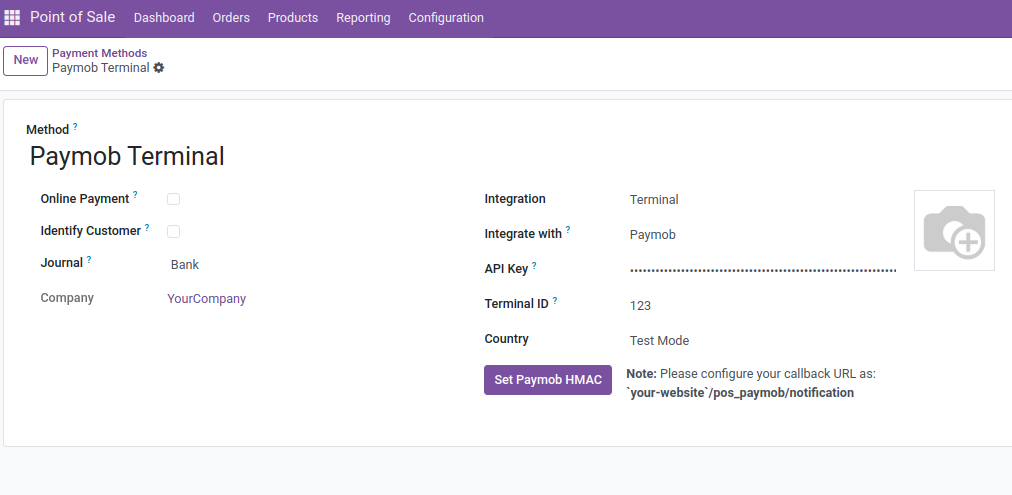 Point of Sale Dashboard Orders Products Reporting Configuration
New
Payment Methods
Paymob Terminal
Method ?
Paymob Terminal
Online Payment ?
Identify Customer ?
Journal ? Bank
Company YourCompany
Integration Terminal
Integrate with ? Paymob
API Key ? ••••••••••••••••••••••••••••••••••••••••••••••••••••••••••••••••
Terminal ID ? 123
Country Test Mode
Set Paymob HMAC
Note: Please configure your callback URL as:
`your-website`/pos_paymob/notification